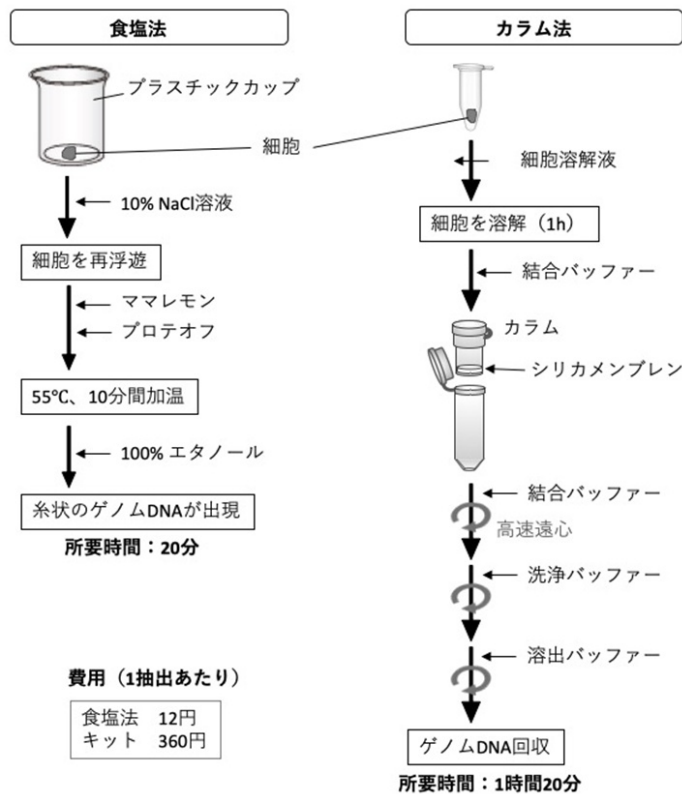 食塩法
プラスチックカップ
細胞
10% NaCl溶液
細胞を再浮遊
ママレモン
プロテオフ
55℃、10分間加温
100% エタノール
糸状のゲノムDNAが出現
所要時間：20分
費用（1抽出あたり）
食塩法 12円
キット 360円
カラム法
細胞溶解液
細胞を溶解（1h）
結合バッファー
カラム
シリカメンブレン
結合バッファー
高速遠心
洗浄バッファー
溶出バッファー
ゲノムDNA回収
所要時間：1時間20分